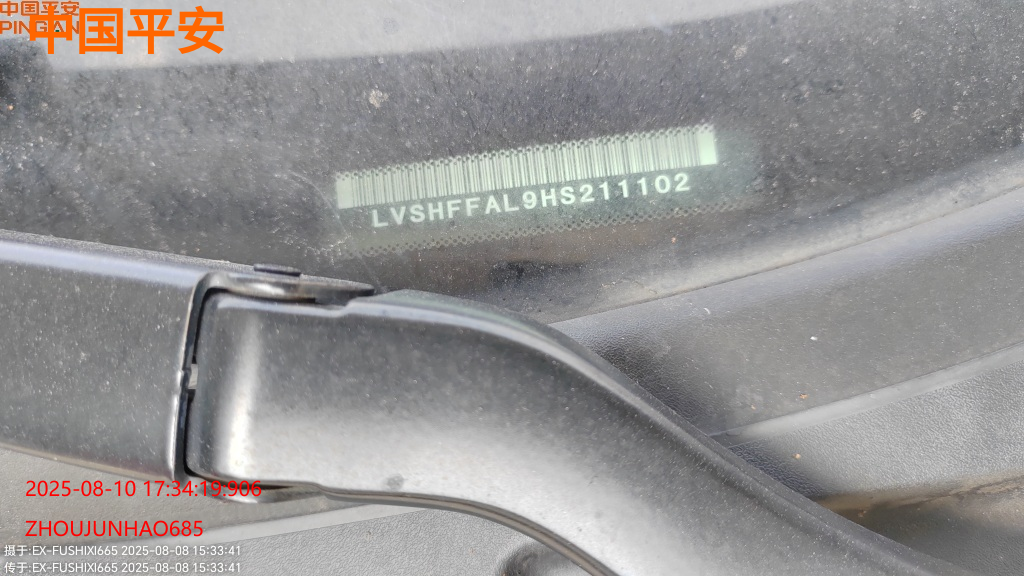 中国平安
PINGAN
中国平安
LVSHFFAL9HS211102
2025-08-10 17:34:19.906
ZHOUJUNHAO685
摄于:EX-FUSHIXI665 2025-08-08 15:33:41
传于:EX-FUSHIXI665 2025-08-08 15:33:41